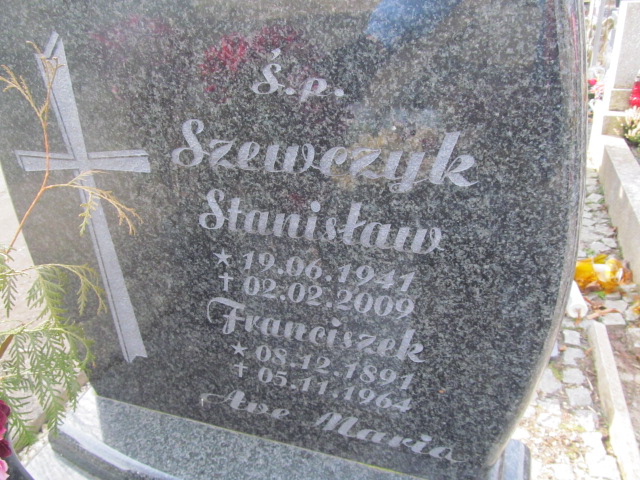 Ś.p.
Szewczyk
Stanisław
★ 19.06.1941
✝ 02.02.2009
Franciszek
★ 08.12.1891
✝ 05.11.1964
Ave Maria